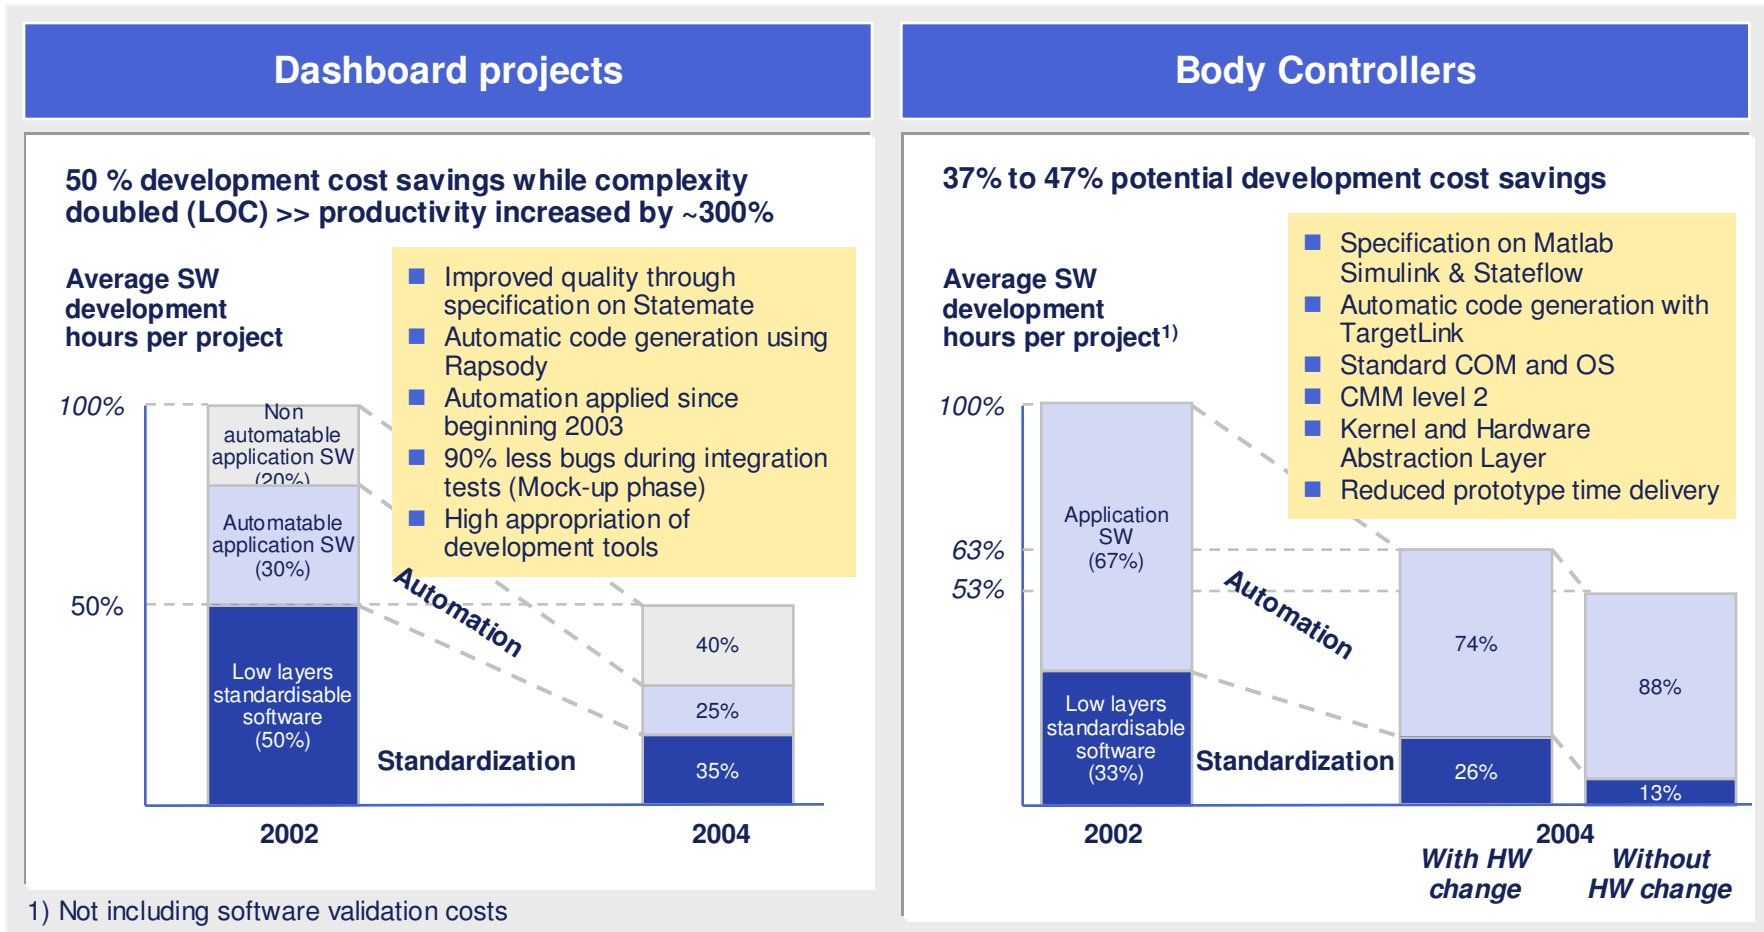 Dashboard projects
50 % development cost savings while complexity
doubled (LOC) >> productivity increased by ~300%
Average SW
development
hours per project
Improved quality through
specification on Statemate
Automatic code generation using
Rapsody
Automation applied since
beginning 2003
90% less bugs during integration
tests (Mock-up phase)
High appropriation of
development tools
100%
50%
Non
automatable
application SW
(20%)
Automatable
application SW
(30%)
Low layers
standardisable
software
(50%)
Automation
Standardization
40%
25%
35%
2002
2004
Body Controllers
37% to 47% potential development cost savings
Average SW
development
hours per project1)
Specification on Matlab
Simulink & Stateflow
Automatic code generation with
TargetLink
Standard COM and OS
CMM level 2
Kernel and Hardware
Abstraction Layer
Reduced prototype time delivery
100%
63%
53%
Application
SW
(67%)
Low layers
standardisable
software
(33%)
Automation
Standardization
74%
26%
88%
13%
2002
2004
With HW
change
Without
HW change
1) Not including software validation costs